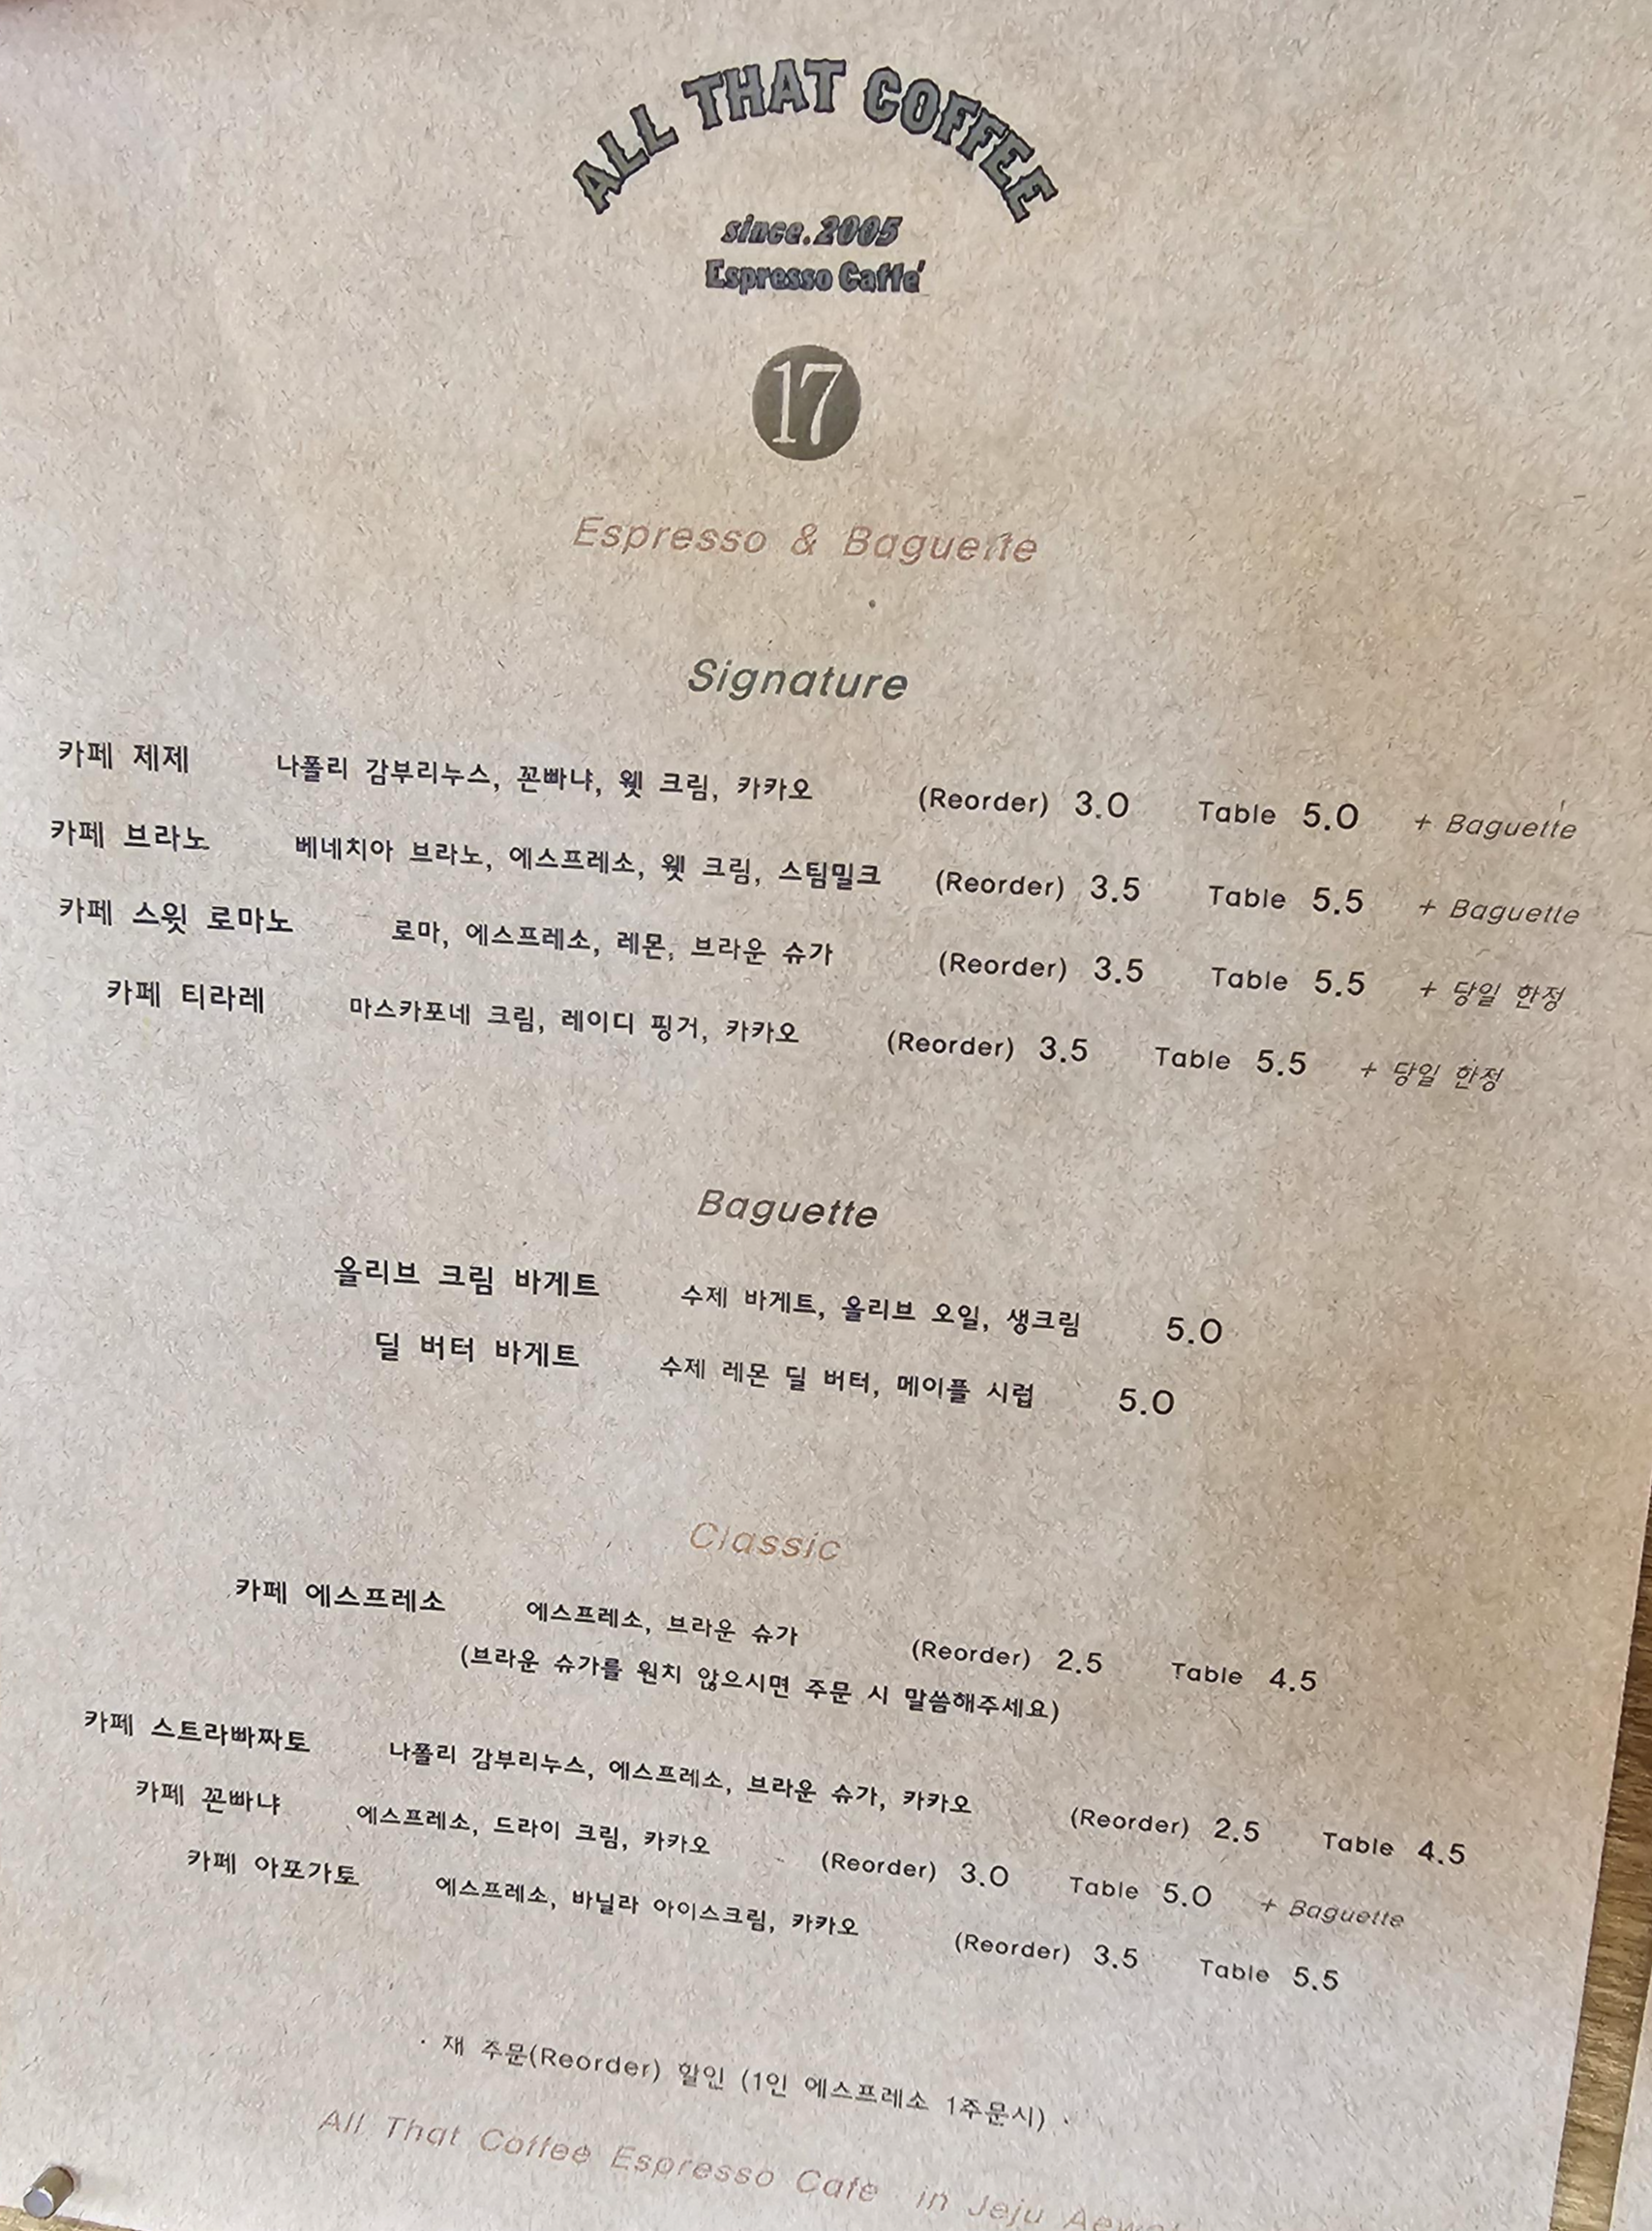 ALL THAT COFFEE
since.2005
Espresso Caffe'
17
Espresso & Baguette
Signature
카페 제제 나폴리 감부리누스, 꼰빠냐, 웻 크림, 카카오 (Reorder) 3.0 Table 5.0 + Baguette
카페 브라노 베네치아 브라노, 에스프레소, 웻 크림, 스팀밀크 (Reorder) 3.5 Table 5.5 + Baguette
카페 스윗 로마노 로마, 에스프레소, 레몬, 브라운 슈가 (Reorder) 3.5 Table 5.5 + 당일 한정
카페 티라레 마스카포네 크림, 레이디 핑거, 카카오 (Reorder) 3.5 Table 5.5 + 당일 한정
Baguette
올리브 크림 바게트 수제 바게트, 올리브 오일, 생크림 5.0
딜 버터 바게트 수제 레몬 딜 버터, 메이플 시럽 5.0
Classic
카페 에스프레소 에스프레소, 브라운 슈가 (Reorder) 2.5 Table 4.5
(브라운 슈가를 원치 않으시면 주문 시 말씀해주세요)
카페 스트라빠짜토 나폴리 감부리누스, 에스프레소, 브라운 슈가, 카카오 (Reorder) 2.5 Table 4.5
카페 꼰빠냐 에스프레소, 드라이 크림, 카카오 (Reorder) 3.0 Table 5.0 + Baguette
카페 아포가토 에스프레소, 바닐라 아이스크림, 카카오 (Reorder) 3.5 Table 5.5
· 재 주문(Reorder) 할인 (1인 에스프레소 1주문시) ·
All That Coffee Espresso Cafe in Jeju